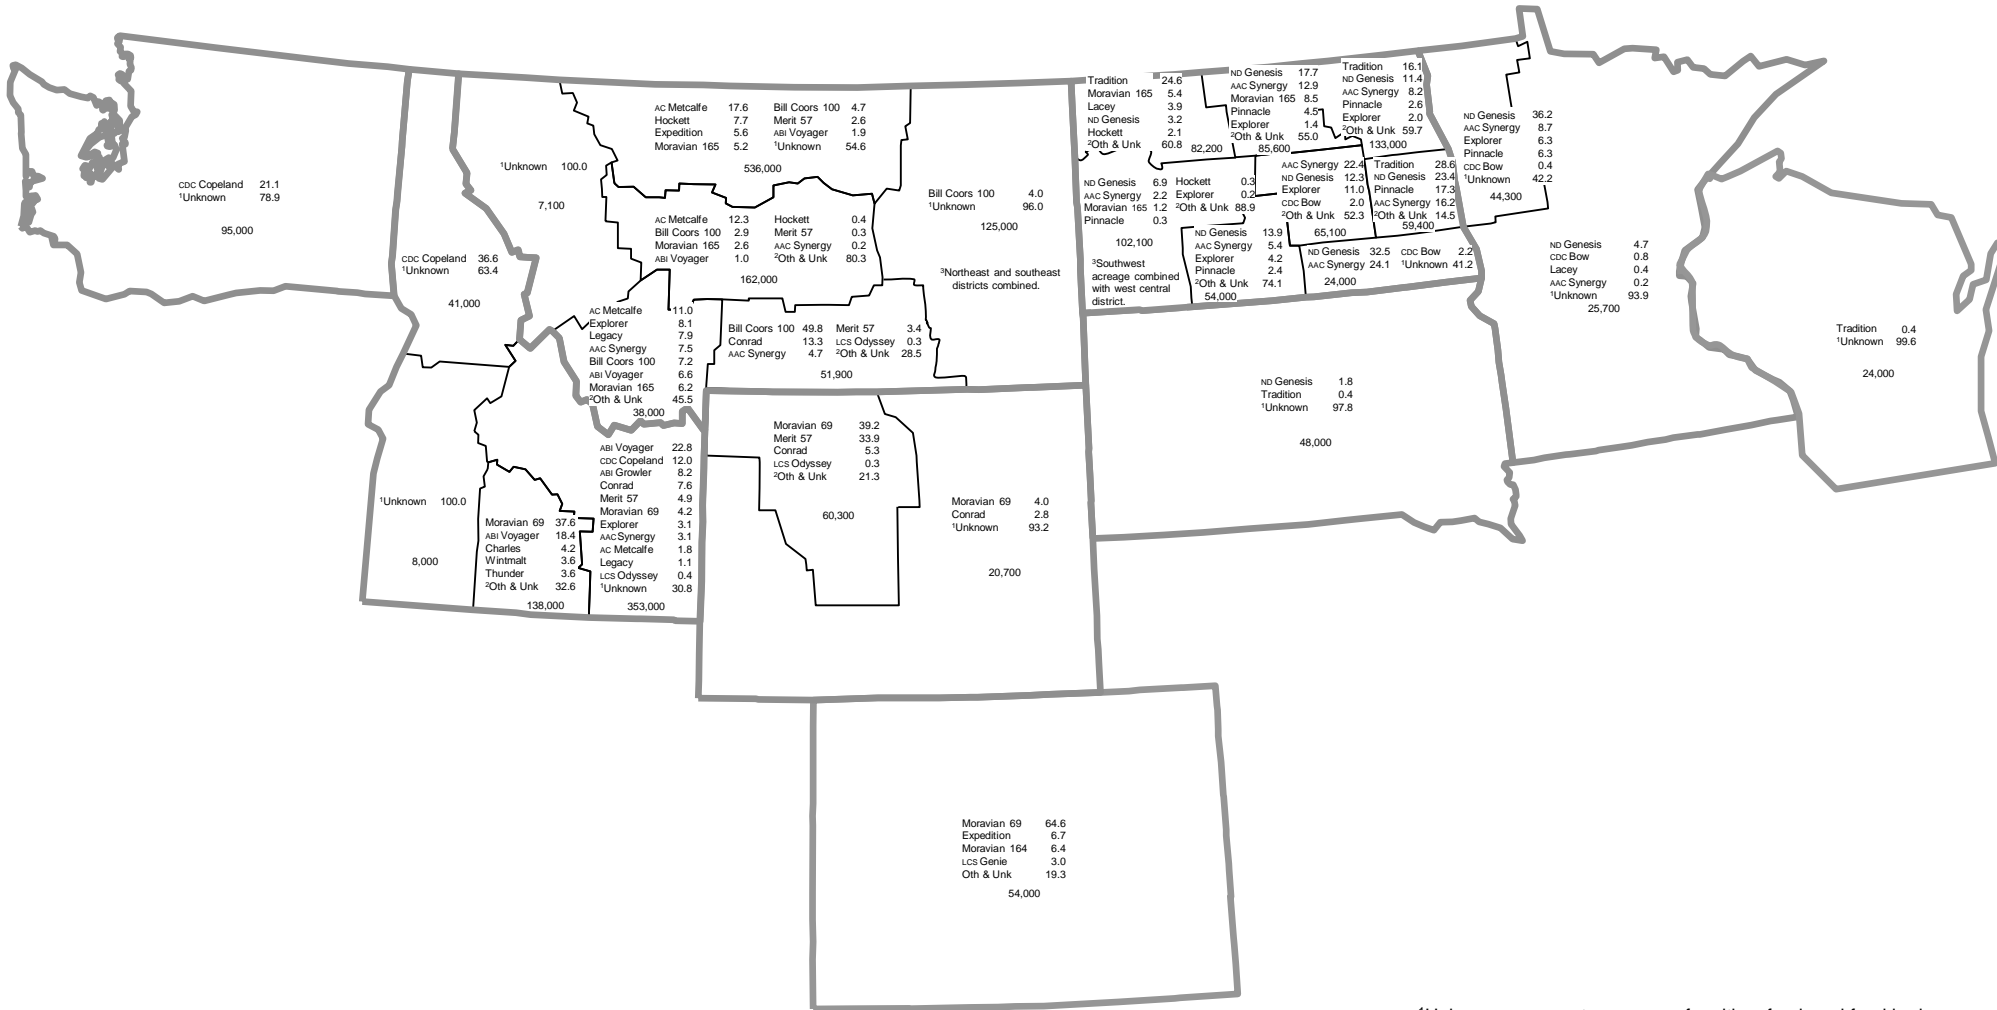 CDC Copeland 21.1
¹Unknown 78.9
95,000
CDC Copeland 36.6
¹Unknown 63.4
41,000
¹Unknown 100.0
7,100
AC Metcalfe 17.6 Bill Coors 100 4.7
Hockett 7.7 Merit 57 2.6
Expedition 5.6 ABI Voyager 1.9
Moravian 165 5.2 ¹Unknown 54.6
536,000
AC Metcalfe 12.3 Hockett 0.4
Bill Coors 100 2.9 Merit 57 0.3
Moravian 165 2.6 AAC Synergy 0.2
ABI Voyager 1.0 ²Oth & Unk 80.3
162,000
Bill Coors 100 4.0
¹Unknown 96.0
125,000
³Northeast and southeast
districts combined.
AC Metcalfe 11.0
Explorer 8.1
Legacy 7.9
AAC Synergy 7.5
Bill Coors 100 7.2
ABI Voyager 6.6
Moravian 165 6.2
²Oth & Unk 45.5
38,000
Bill Coors 100 49.8 Merit 57 3.4
Conrad 13.3 LCS Odyssey 0.3
AAC Synergy 4.7 ²Oth & Unk 28.5
51,900
¹Unknown 100.0
8,000
Moravian 69 37.6
ABI Voyager 18.4
Charles 4.2
Wintmalt 3.6
Thunder 3.6
²Oth & Unk 32.6
138,000
ABI Voyager 22.8
CDC Copeland 12.0
ABI Growler 8.2
Conrad 7.6
Merit 57 4.9
Moravian 69 4.2
Explorer 3.1
AAC Synergy 3.1
AC Metcalfe 1.8
Legacy 1.1
LCS Odyssey 0.4
¹Unknown 30.8
353,000
Moravian 69 39.2
Merit 57 33.9
Conrad 5.3
LCS Odyssey 0.3
²Oth & Unk 21.3
60,300
Moravian 69 4.0
Conrad 2.8
¹Unknown 93.2
20,700
Moravian 69 64.6
Expedition 6.7
Moravian 164 6.4
LCS Genie 3.0
Oth & Unk 19.3
54,000
Tradition 24.6
Moravian 165 5.4
Lacey 3.9
ND Genesis 3.2
Hockett 2.1
²Oth & Unk 60.8
82,200
ND Genesis 17.7
AAC Synergy 12.9
Moravian 165 8.5
Pinnacle 4.5
Explorer 1.4
²Oth & Unk 55.0
85,600
Tradition 16.1
ND Genesis 11.4
AAC Synergy 8.2
Pinnacle 2.6
Explorer 2.0
²Oth & Unk 59.7
133,000
ND Genesis 6.9 Hockett 0.3
AAC Synergy 2.2 Explorer 0.2
Moravian 165 1.2 ²Oth & Unk 88.9
Pinnacle 0.3
102,100
³Southwest
acreage combined
with west central
district.
AAC Synergy 22.4
ND Genesis 12.3
Explorer 11.0
CDC Bow 2.0
²Oth & Unk 52.3
65,100
Tradition 28.6
ND Genesis 23.4
Pinnacle 17.3
AAC Synergy 16.2
²Oth & Unk 14.5
59,400
ND Genesis 13.9
AAC Synergy 5.4
Explorer 4.2
Pinnacle 2.4
²Oth & Unk 74.1
54,000
ND Genesis 32.5 CDC Bow 2.2
AAC Synergy 24.1 ¹Unknown 41.2
24,000
ND Genesis 36.2
AAC Synergy 8.7
Explorer 6.3
Pinnacle 6.3
CDC Bow 0.4
¹Unknown 42.2
44,300
ND Genesis 4.7
CDC Bow 0.8
Lacey 0.4
AAC Synergy 0.2
¹Unknown 93.9
25,700
ND Genesis 1.8
Tradition 0.4
¹Unknown 97.8
48,000
Tradition 0.4
¹Unknown 99.6
24,000